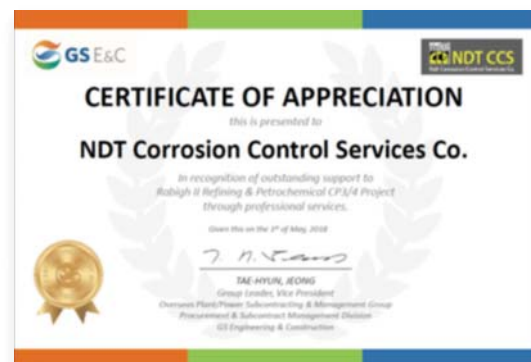 GS E&C
NDT CCS
CERTIFICATE OF APPRECIATION
this is presented to
NDT Corrosion Control Services Co.
In recognition of outstanding support to
Rabigh II Refining & Petrochemical CP3/4 Project
through professional services.
Given this on the 1st of May, 2018
TAE-HYUN, JEONG
Group Leader, Vice President
Overseas Plant/Power Subcontracting & Management Group
Procurement & Subcontract Management Division
GS Engineering & Construction